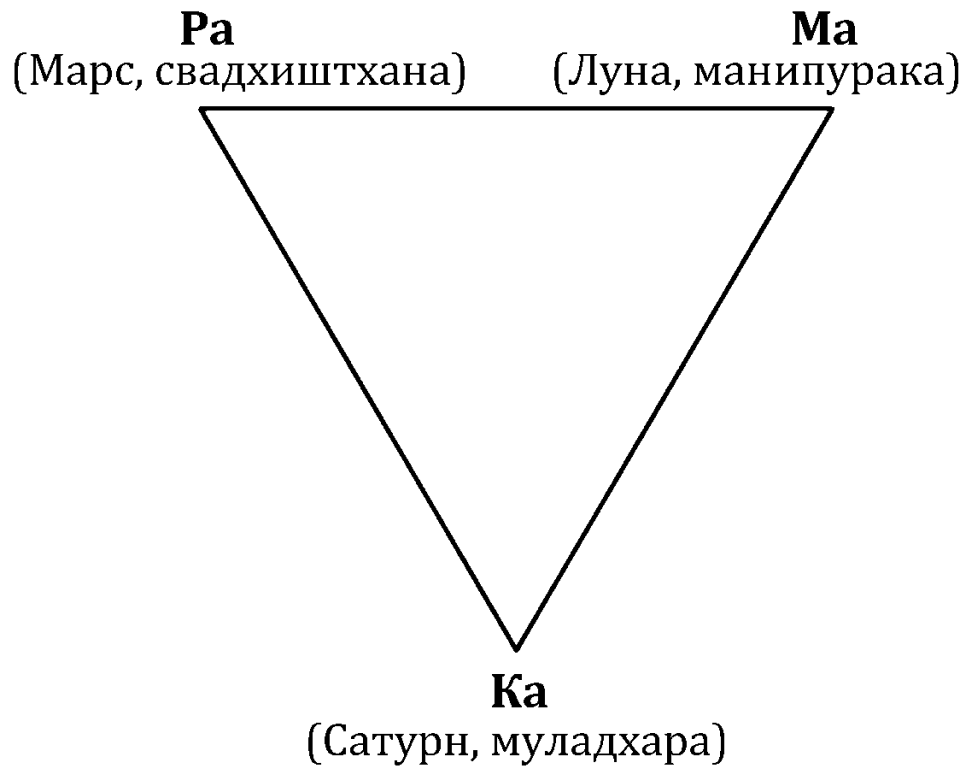 Ра
(Марс, свадхиштхана)
Ма
(Луна, манипурака)
Ка
(Сатурн, муладхара)